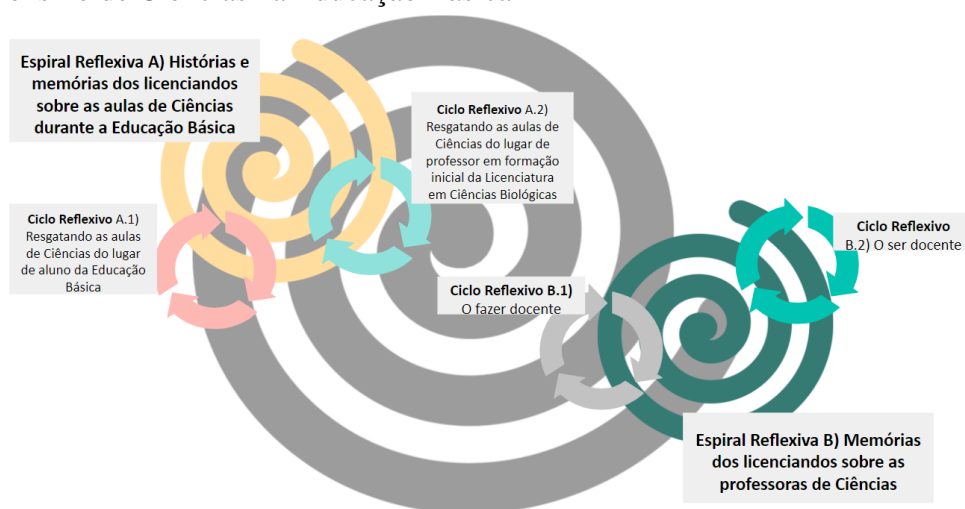 Espiral Reflexiva A) Histórias e
memórias dos licenciandos
sobre as aulas de Ciências
durante a Educação Básica
Ciclo Reflexivo A.2)
Resgatando as aulas de
Ciências do lugar de
professor em formação
inicial da Licenciatura
em Ciências Biológicas
Ciclo Reflexivo A.1)
Resgatando as aulas
de Ciências do lugar
de aluno da Educação
Básica
Ciclo Reflexivo
B.2) O ser docente
Ciclo Reflexivo B.1)
O fazer docente
Espiral Reflexiva B) Memórias
dos licenciandos sobre as
professoras de Ciências